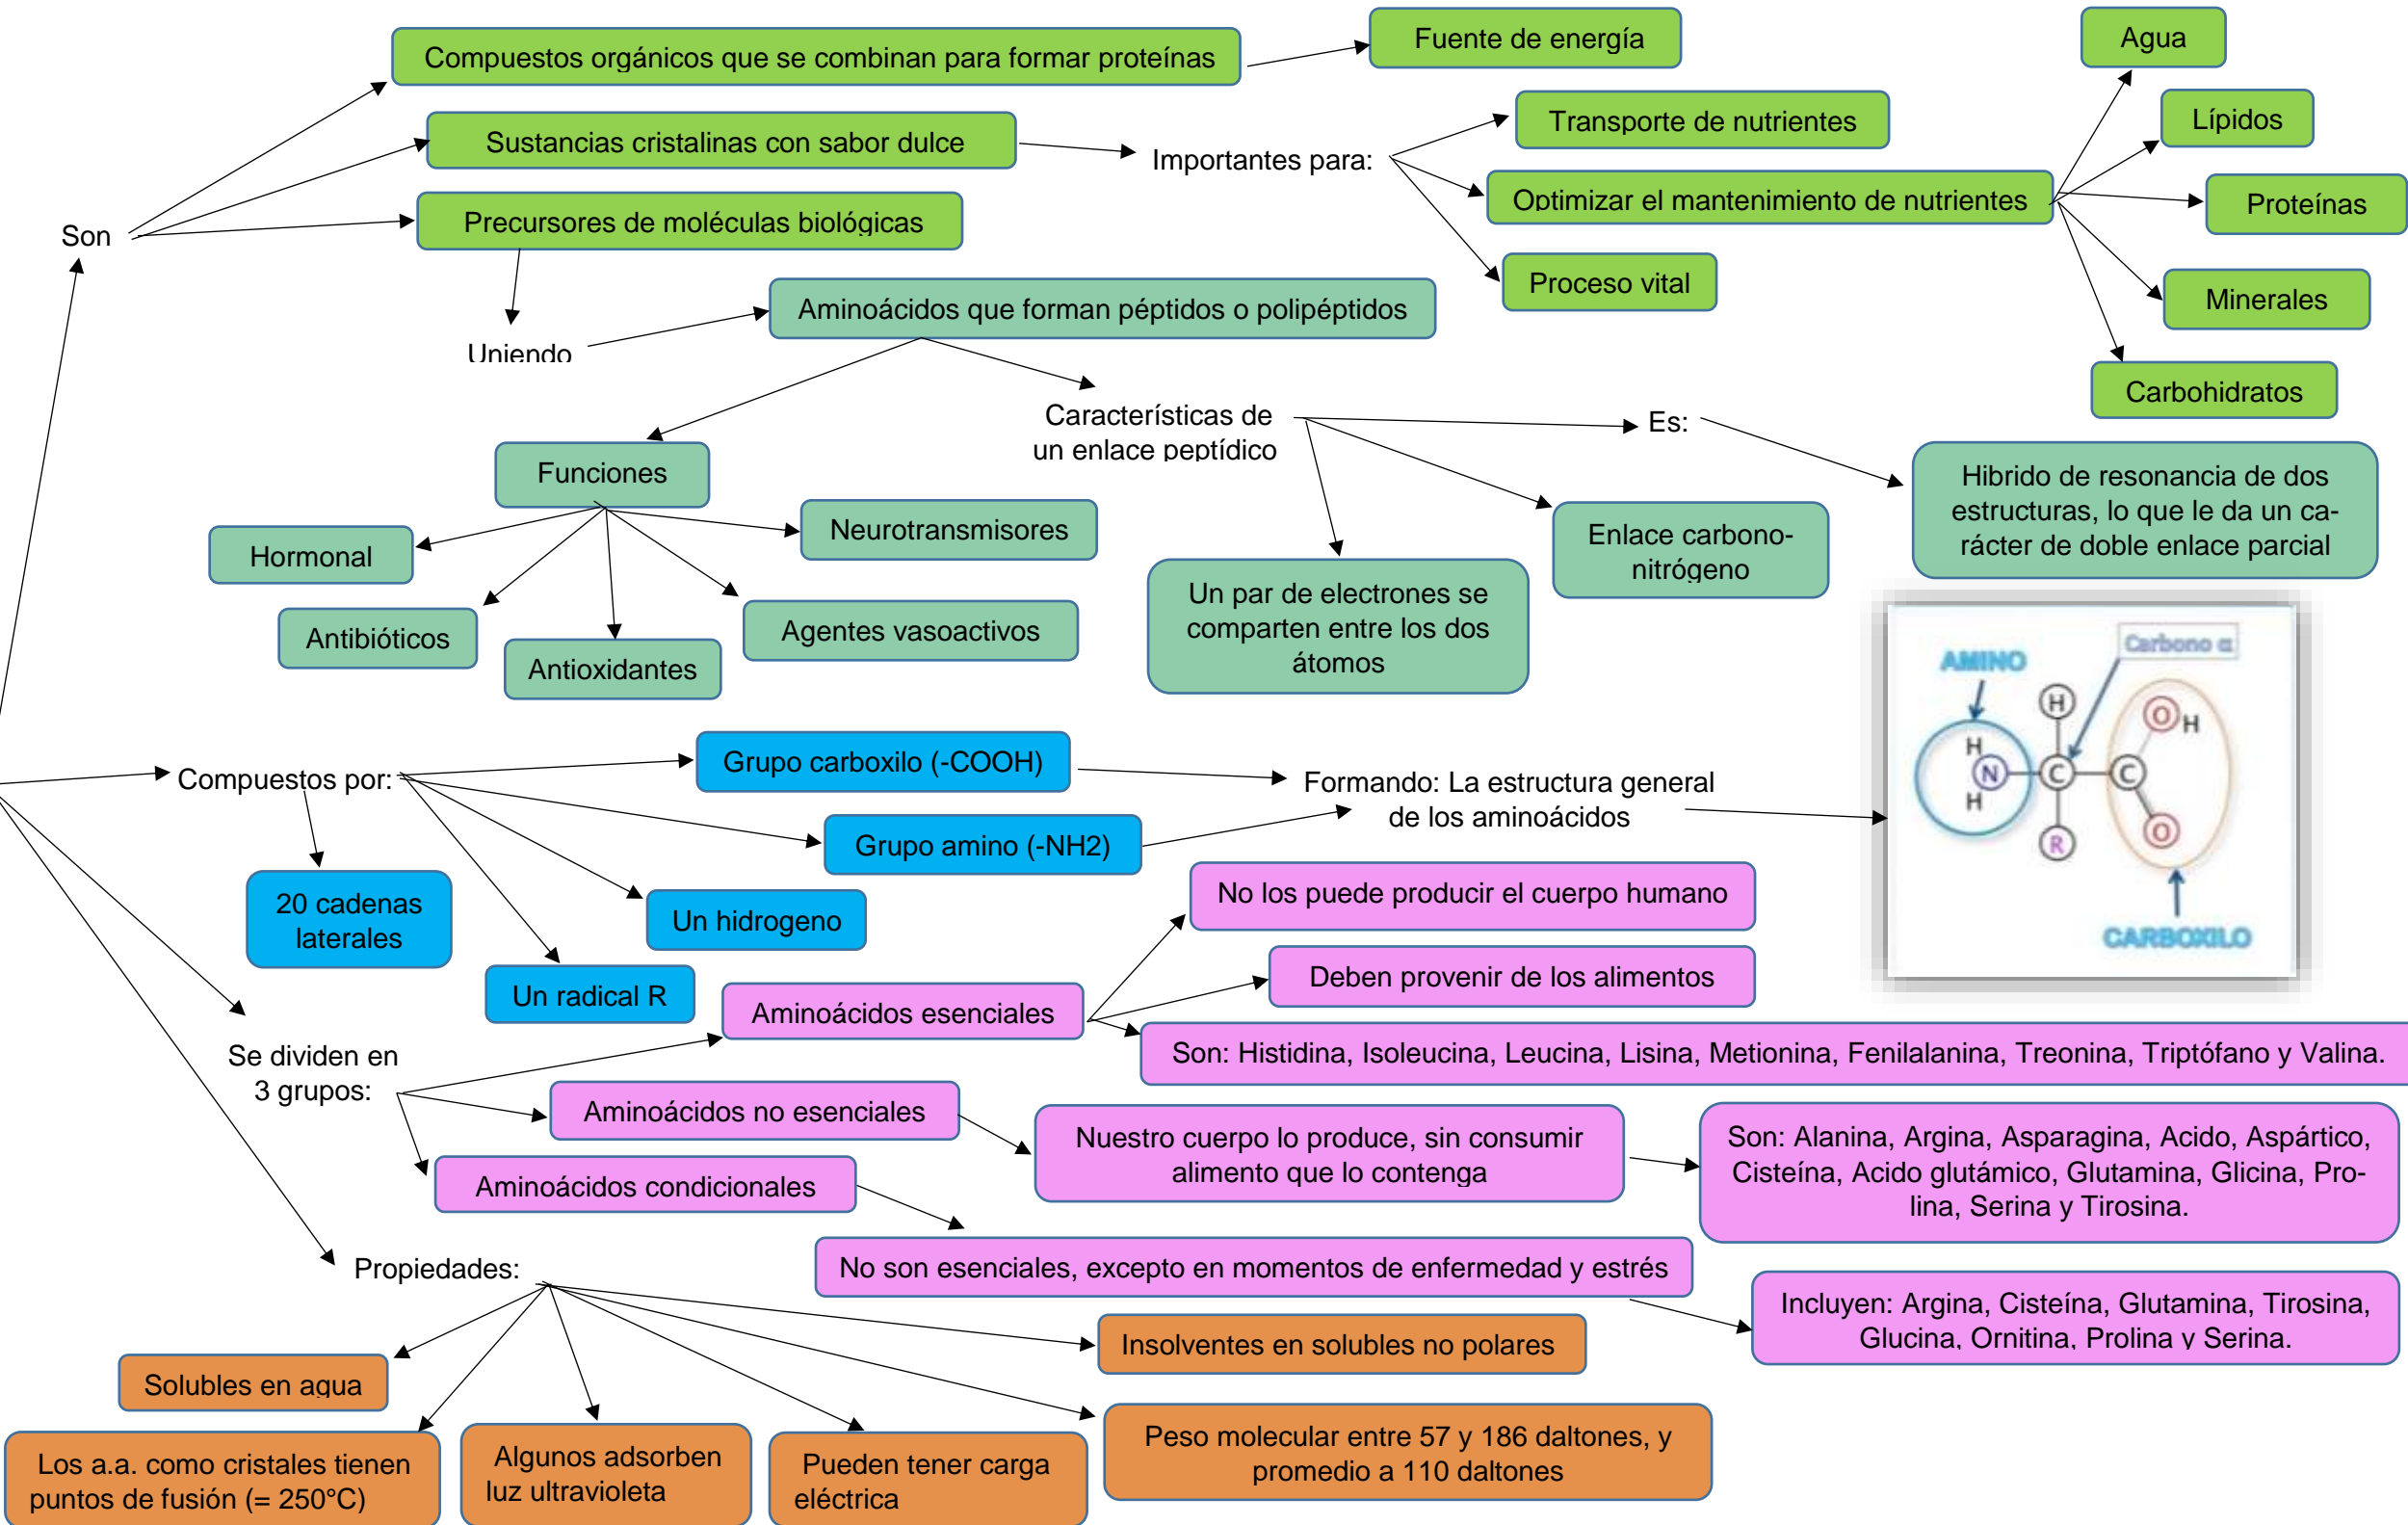 Compuestos orgánicos que se combinan para formar proteínas
Fuente de energía
Agua
Sustancias cristalinas con sabor dulce
Importantes para:
Transporte de nutrientes
Lípidos
Son
Precursores de moléculas biológicas
Optimizar el mantenimiento de nutrientes
Proteínas
Proceso vital
Minerales
Carbohidratos
Uniendo
Aminoácidos que forman péptidos o polipéptidos
Funciones
Características de
un enlace peptídico
Es:
Hibrido de resonancia de dos
estructuras, lo que le da un ca-
rácter de doble enlace parcial
Hormonal
Neurotransmisores
Enlace carbono-
nitrógeno
Antibióticos
Antioxidantes
Agentes vasoactivos
Un par de electrones se
comparten entre los dos
átomos
Compuestos por:
Grupo carboxilo (-COOH)
Grupo amino (-NH2)
Formando: La estructura general
de los aminoácidos
AMINO
Carbono α
H
O H
H
N C C
H
R
O
CARBOXILO
20 cadenas
laterales
Un hidrogeno
Un radical R
Se dividen en
3 grupos:
Aminoácidos esenciales
No los puede producir el cuerpo humano
Deben provenir de los alimentos
Son: Histidina, Isoleucina, Leucina, Lisina, Metionina, Fenilalanina, Treonina, Triptófano y Valina.
Aminoácidos no esenciales
Nuestro cuerpo lo produce, sin consumir
alimento que lo contenga
Son: Alanina, Argina, Asparagina, Acido, Aspártico,
Cisteína, Acido glutámico, Glutamina, Glicina, Pro-
lina, Serina y Tirosina.
Aminoácidos condicionales
No son esenciales, excepto en momentos de enfermedad y estrés
Incluyen: Argina, Cisteína, Glutamina, Tirosina,
Glucina, Ornitina, Prolina y Serina.
Propiedades:
Insolventes en solubles no polares
Solubles en agua
Los a.a. como cristales tienen
puntos de fusión (= 250°C)
Algunos adsorben
luz ultravioleta
Pueden tener carga
eléctrica
Peso molecular entre 57 y 186 daltones, y
promedio a 110 daltones